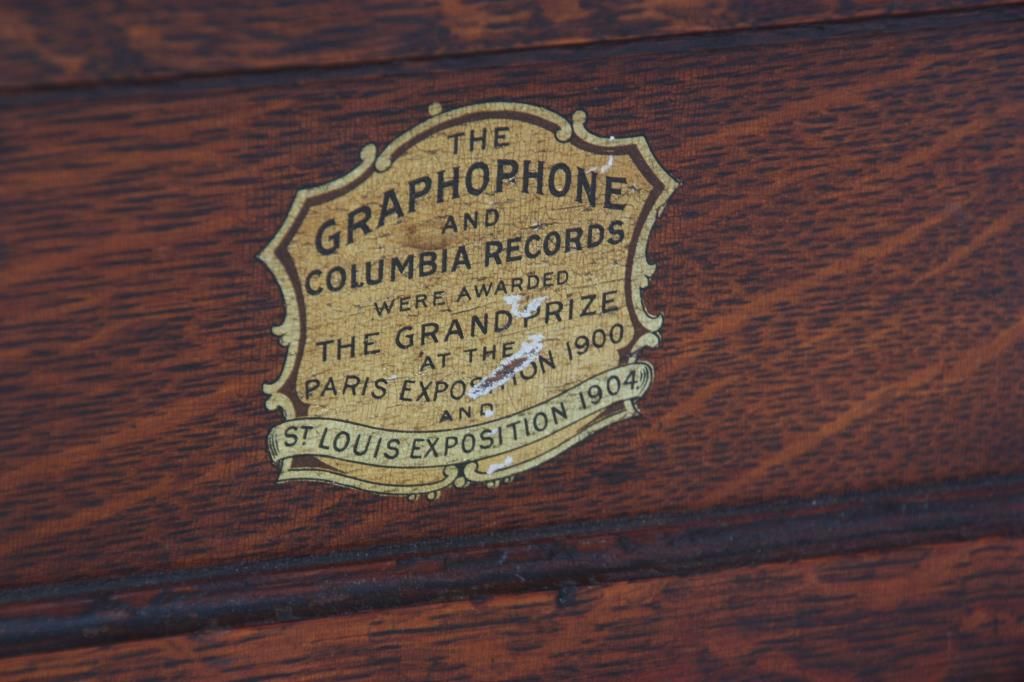 THE
GRAPHOPHONE
AND
COLUMBIA RECORDS
WERE AWARDED
THE GRAND PRIZE
AT THE
PARIS EXPOSITION 1900
AND
ST LOUIS EXPOSITION 1904